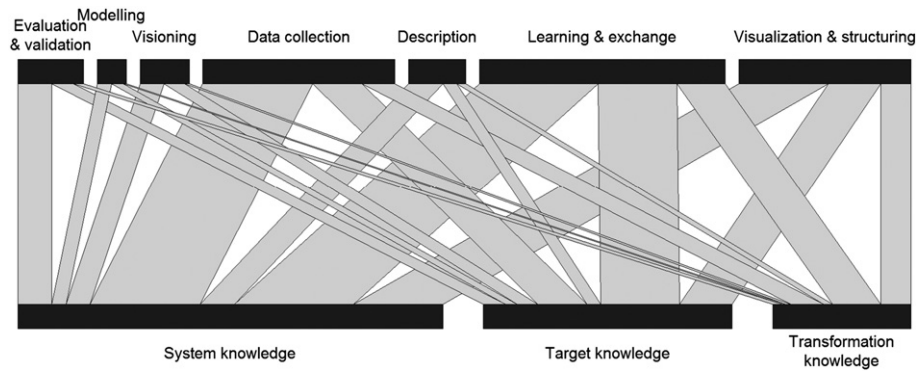 Modelling
Evaluation
& validation
Visioning
Data collection
Description
Learning & exchange
Visualization & structuring
System knowledge
Target knowledge
Transformation
knowledge